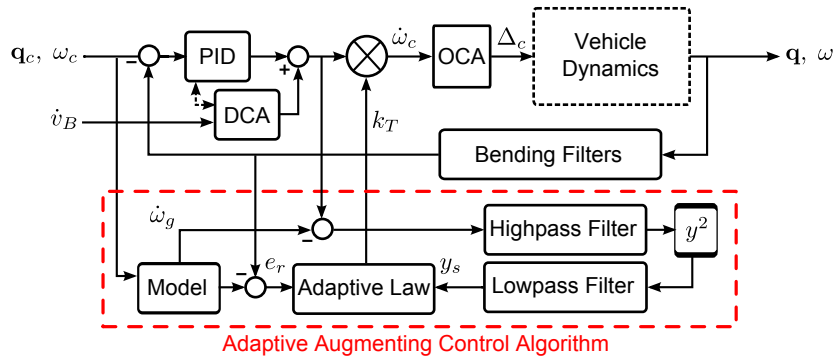 𝐪_c, ω_c
PID
ω̇_c
OCA
Δ_c
Vehicle
Dynamics
𝐪, ω
v̇_B
DCA
k_T
Bending Filters
ω̇_g
Highpass Filter
y²
Model
e_r
Adaptive Law
y_s
Lowpass Filter
Adaptive Augmenting Control Algorithm